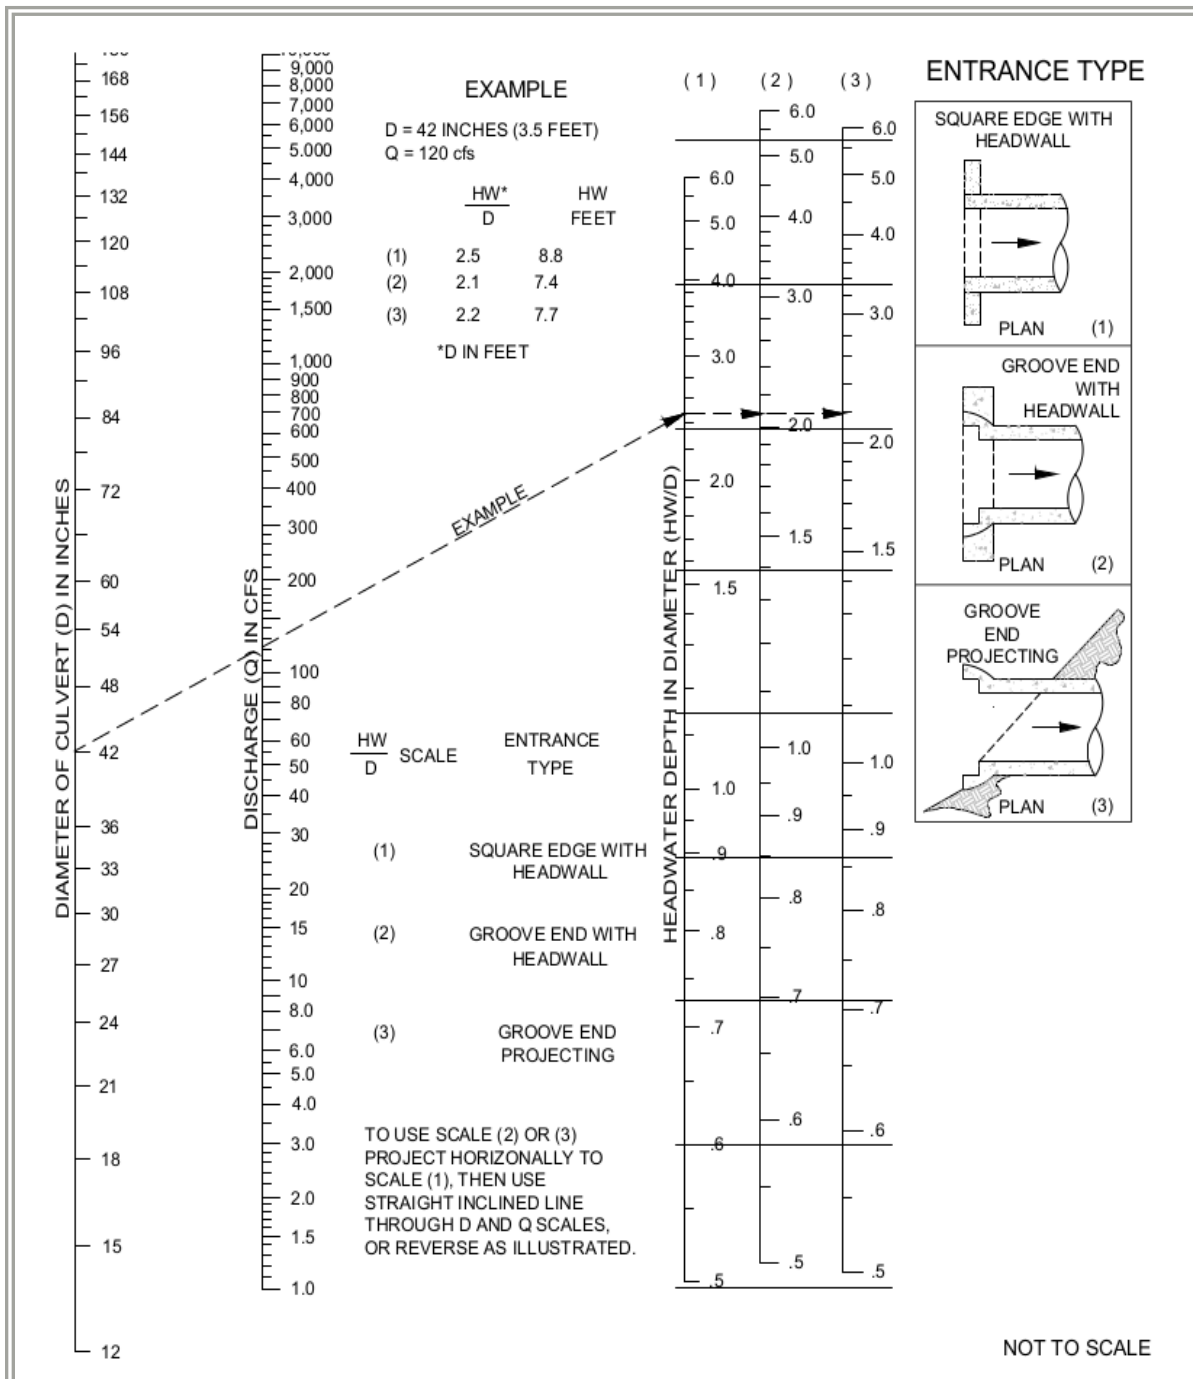 168
156
144
132
120
108
96
84
72
60
54
48
42
36
33
30
27
24
21
18
15
12
DIAMETER OF CULVERT (D) IN INCHES
9,000
8,000
7,000
6,000
5.000
4,000
3,000
2,000
1,500
1,000
900
800
700
600
500
400
300
200
100
80
60
50
40
30
20
15
10
8.0
6.0
5.0
4.0
3.0
2.0
1.5
1.0
DISCHARGE (Q) IN CFS
EXAMPLE
D = 42 INCHES (3.5 FEET)
Q = 120 cfs
HW* HW
D FEET
(1) 2.5 8.8
(2) 2.1 7.4
(3) 2.2 7.7
*D IN FEET
EXAMPLE
HW
D SCALE
ENTRANCE
TYPE
(1) SQUARE EDGE WITH
HEADWALL
(2) GROOVE END WITH
HEADWALL
(3) GROOVE END
PROJECTING
TO USE SCALE (2) OR (3)
PROJECT HORIZONALLY TO
SCALE (1), THEN USE
STRAIGHT INCLINED LINE
THROUGH D AND Q SCALES,
OR REVERSE AS ILLUSTRATED.
HEADWATER DEPTH IN DIAMETER (HW/D)
(1)
6.0
5.0
4.0
3.0
2.0
1.5
1.0
.9
.8
.7
.6
.5
(2)
6.0
5.0
4.0
3.0
2.0
1.5
1.0
.9
.8
.7
.6
.5
(3)
6.0
5.0
4.0
3.0
2.0
1.5
1.0
.9
.8
.7
.6
.5
ENTRANCE TYPE
SQUARE EDGE WITH
HEADWALL
PLAN (1)
GROOVE END
WITH
HEADWALL
PLAN (2)
GROOVE
END
PROJECTING
PLAN (3)
NOT TO SCALE